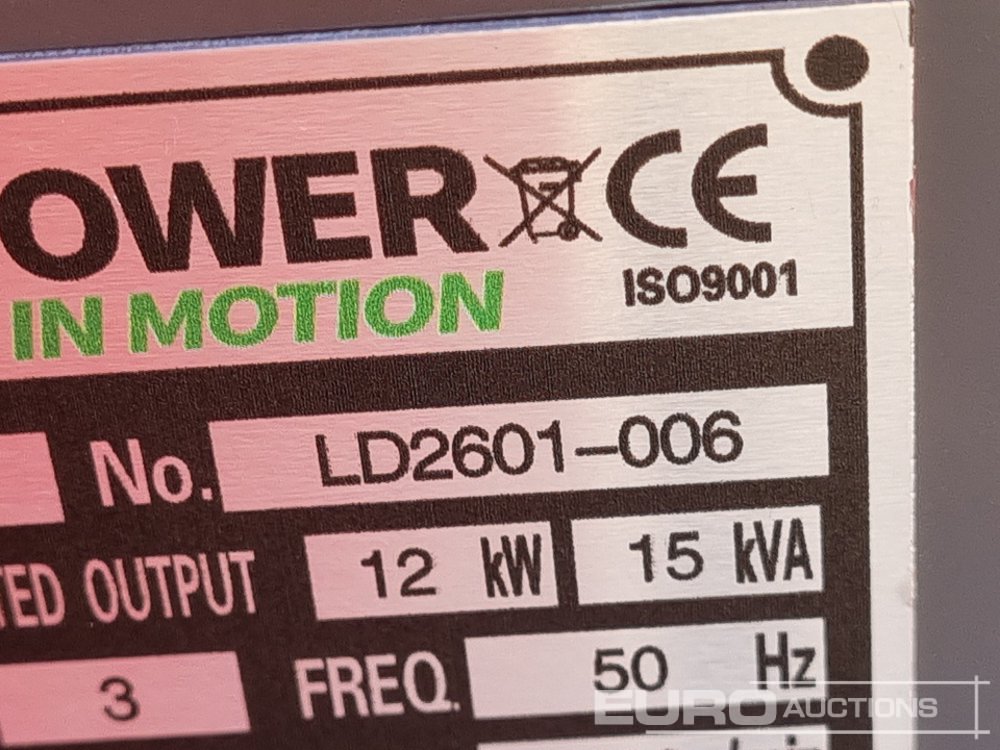 OWER CE
IN MOTION ISO9001
No. LD2601-006
TED OUTPUT 12 kW 15 kVA
3 FREQ. 50 Hz
EURO AUCTIONS